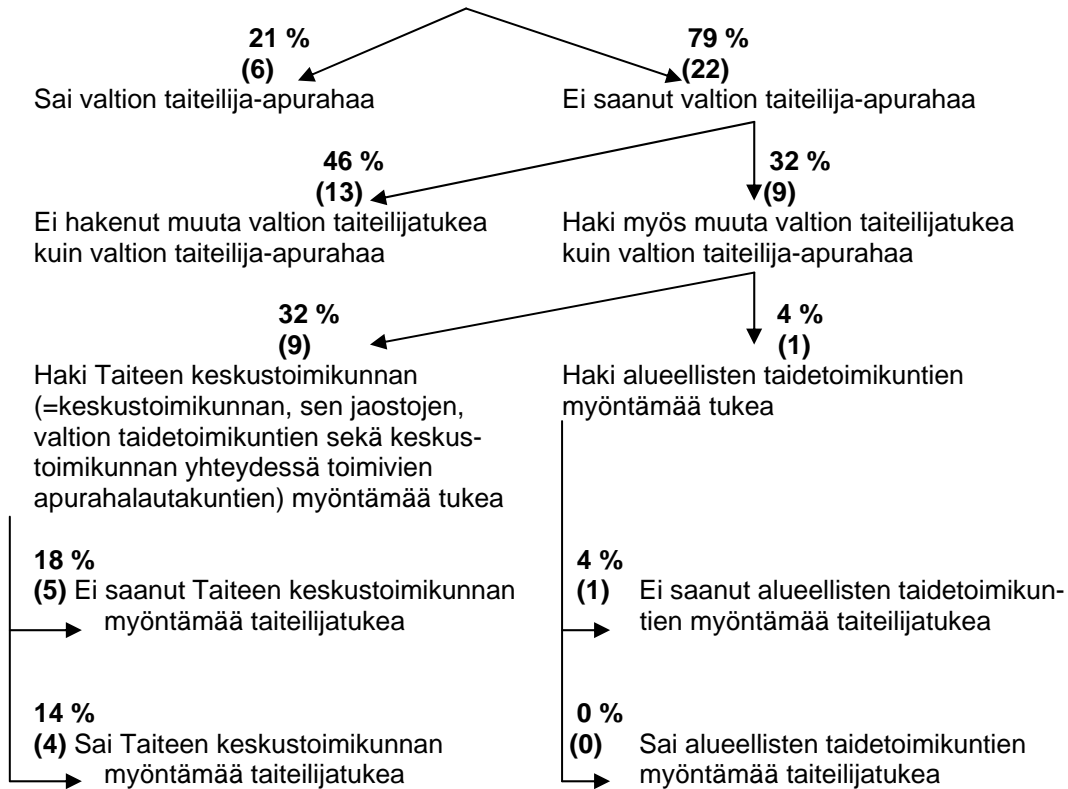 21 %
(6)
Sai valtion taiteilija-apurahaa
79 %
(22)
Ei saanut valtion taiteilija-apurahaa
46 %
(13)
Ei hakenut muuta valtion taiteilijatukea
kuin valtion taiteilija-apurahaa
32 %
(9)
Haki myös muuta valtion taiteilijatukea
kuin valtion taiteilija-apurahaa
32 %
(9)
Haki Taiteen keskustoimikunnan
(=keskustoimikunnan, sen jaostojen,
valtion taidetoimikuntien sekä keskus-
toimikunnan yhteydessä toimivien
apurahalautakuntien) myöntämää tukea
4 %
(1)
Haki alueellisten taidetoimikuntien
myöntämää tukea
18 %
(5) Ei saanut Taiteen keskustoimikunnan
myöntämää taiteilijatukea
4 %
(1) Ei saanut alueellisten taidetoimikun-
tien myöntämää taiteilijatukea
14 %
(4) Sai Taiteen keskustoimikunnan
myöntämää taiteilijatukea
0 %
(0) Sai alueellisten taidetoimikuntien
myöntämää taiteilijatukea